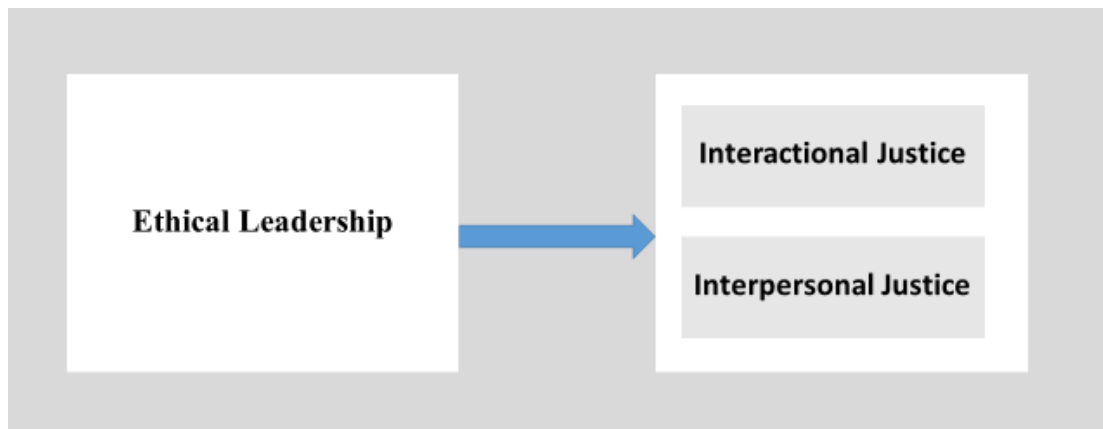 Ethical Leadership
Interactional Justice
Interpersonal Justice